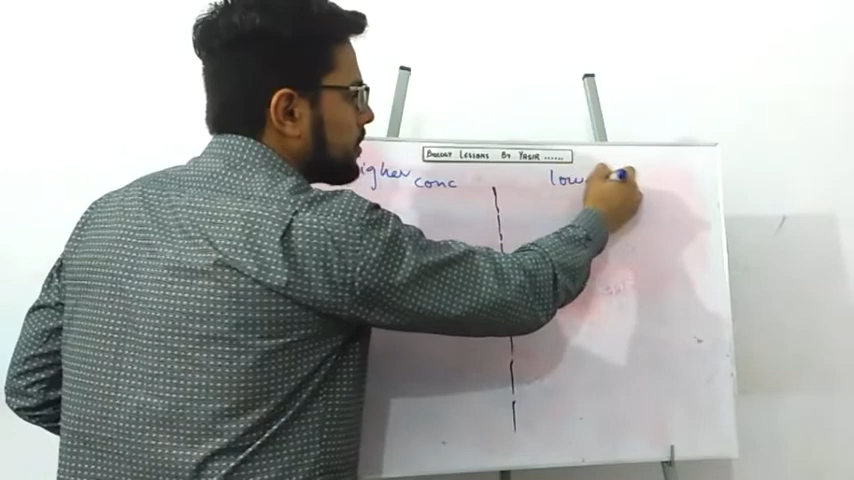 BIOLOGY LESSONS BY YASIR ......
igher conc
low